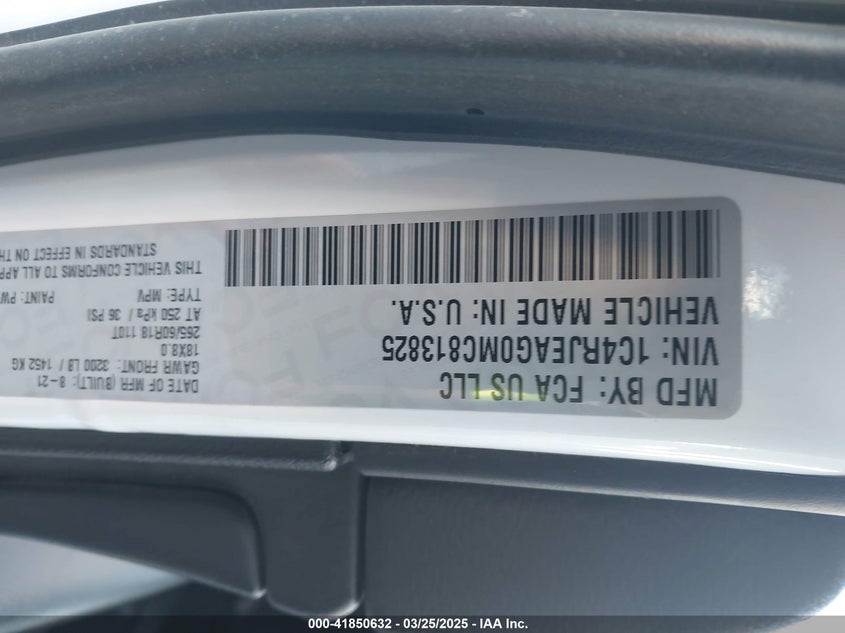 MFD BY: FCA US LLC
VIN: 1C4RJEAG0MC813825
VEHICLE MADE IN: U.S.A.
DATE OF MFR (BUILT): 8-21
GAWR FRONT: 3200 LB / 1452 KG
18X8.0
265/60R18 110T
AT 250 kPa / 36 PSI
TYPE: MPV PAINT: PW
THIS VEHICLE CONFORMS TO ALL APP
STANDARDS IN EFFECT ON TH
000-41850632 - 03/25/2025 - IAA Inc.